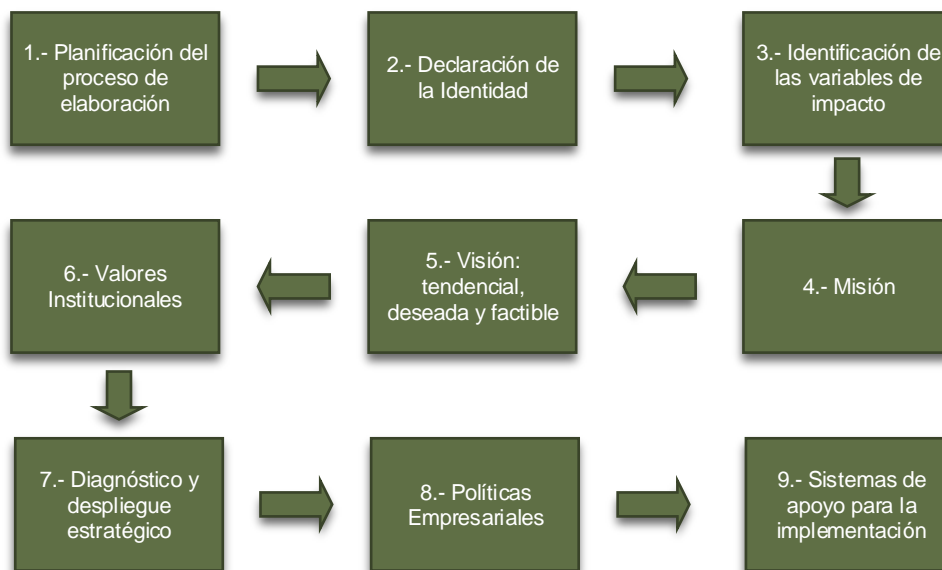 1.- Planificación del
proceso de
elaboración
2.- Declaración de
la Identidad
3.- Identificación de
las variables de
impacto
4.- Misión
5.- Visión:
tendencial,
deseada y factible
6.- Valores
Institucionales
7.- Diagnóstico y
despliegue
estratégico
8.- Políticas
Empresariales
9.- Sistemas de
apoyo para la
implementación